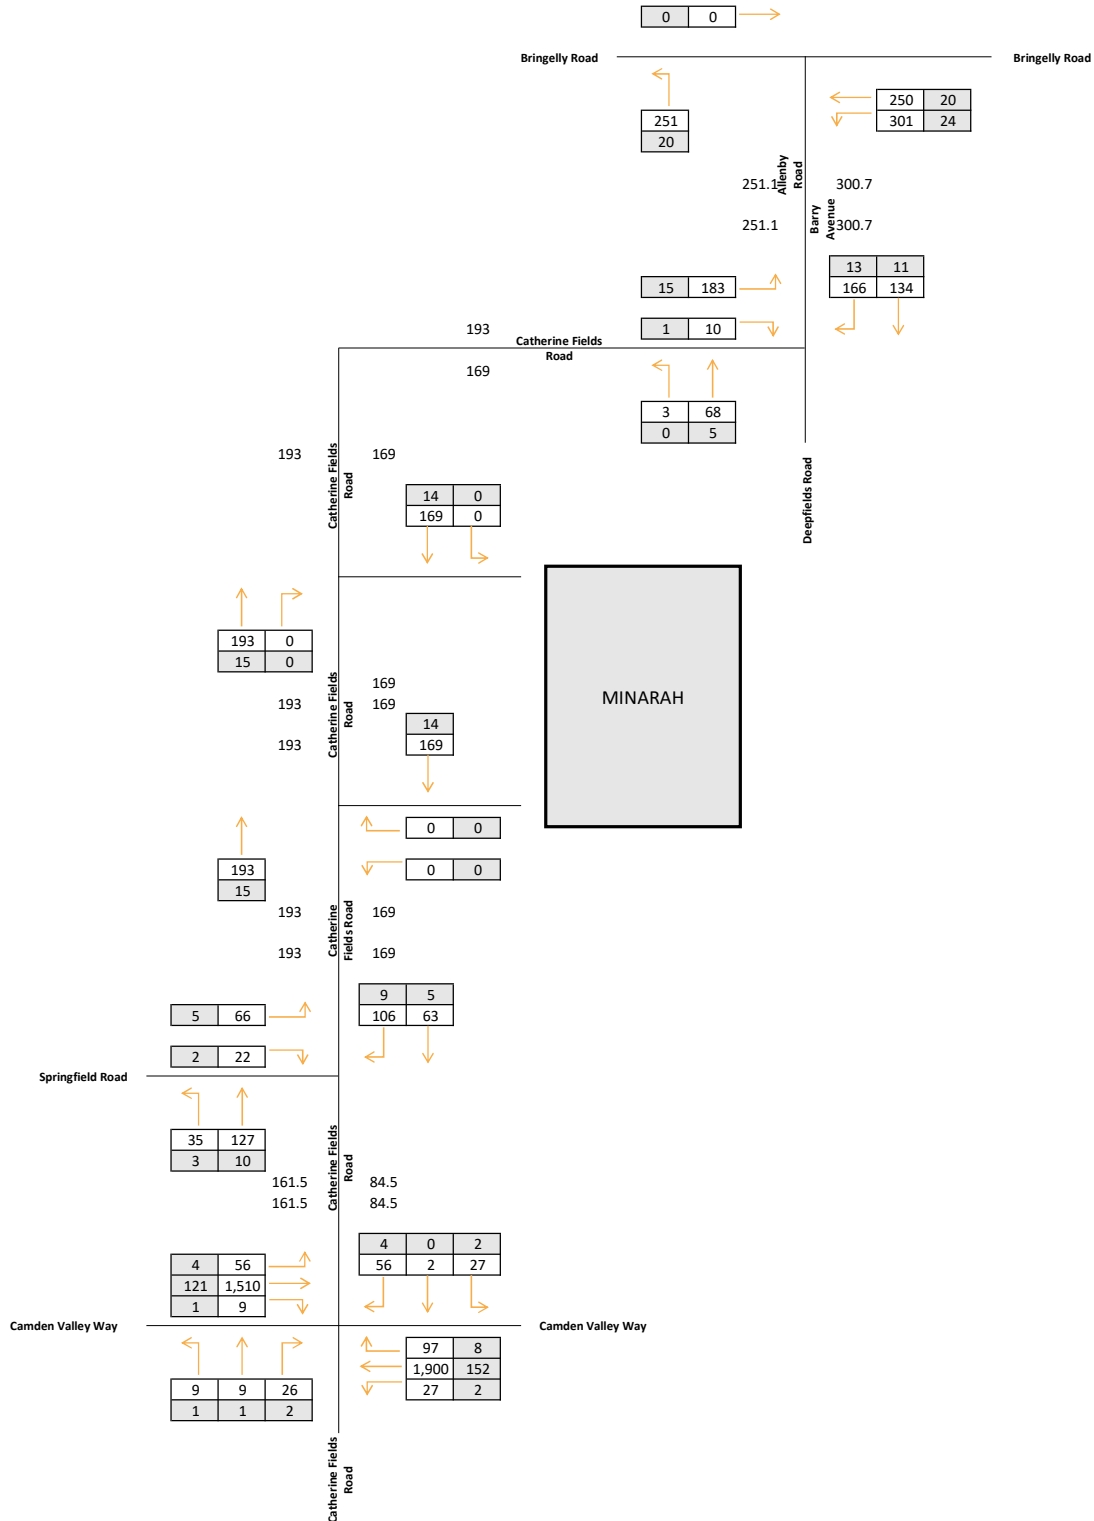 0 0
Bringelly Road Bringelly Road
250 20
301 24
251
20
Allenby
Road
251.1 300.7
Barry
Avenue
251.1 300.7
13 11
166 134
15 183
1 10
193
Catherine Fields
Road
169
3 68
0 5
Deepfields Road
Catherine Fields
Road
193 169
14 0
169 0
193 0
15 0
MINARAH
Catherine Fields
Road
169
193 169
193
14
169
0 0
0 0
193
15
Catherine
Fields Road
193 169
193 169
9 5
106 63
5 66
2 22
Springfield Road
35 127
3 10
Catherine Fields
Road
161.5 84.5
161.5 84.5
4 0 2
56 2 27
4 56
121 1,510
1 9
Camden Valley Way Camden Valley Way
97 8
1,900 152
27 2
9 9 26
1 1 2
Catherine Fields
Road